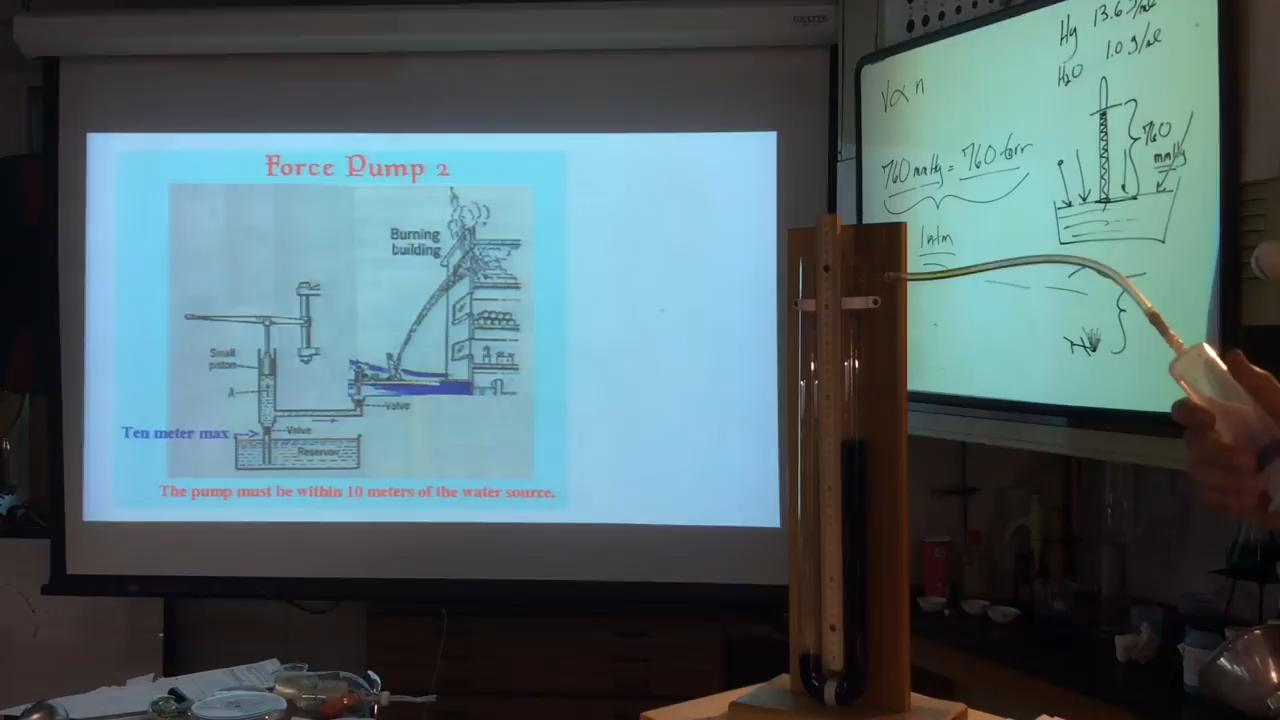 DALITE
Force Pump 2
Burning
building
Small
piston
A
Valve
Ten meter max
Valve
Reservoir
The pump must be within 10 meters of the water source.
Hg 13.6 g/ml
H2O 1.0 g/ml
V∝n
760 mmHg = 760 torr
1 atm
760
mmHg